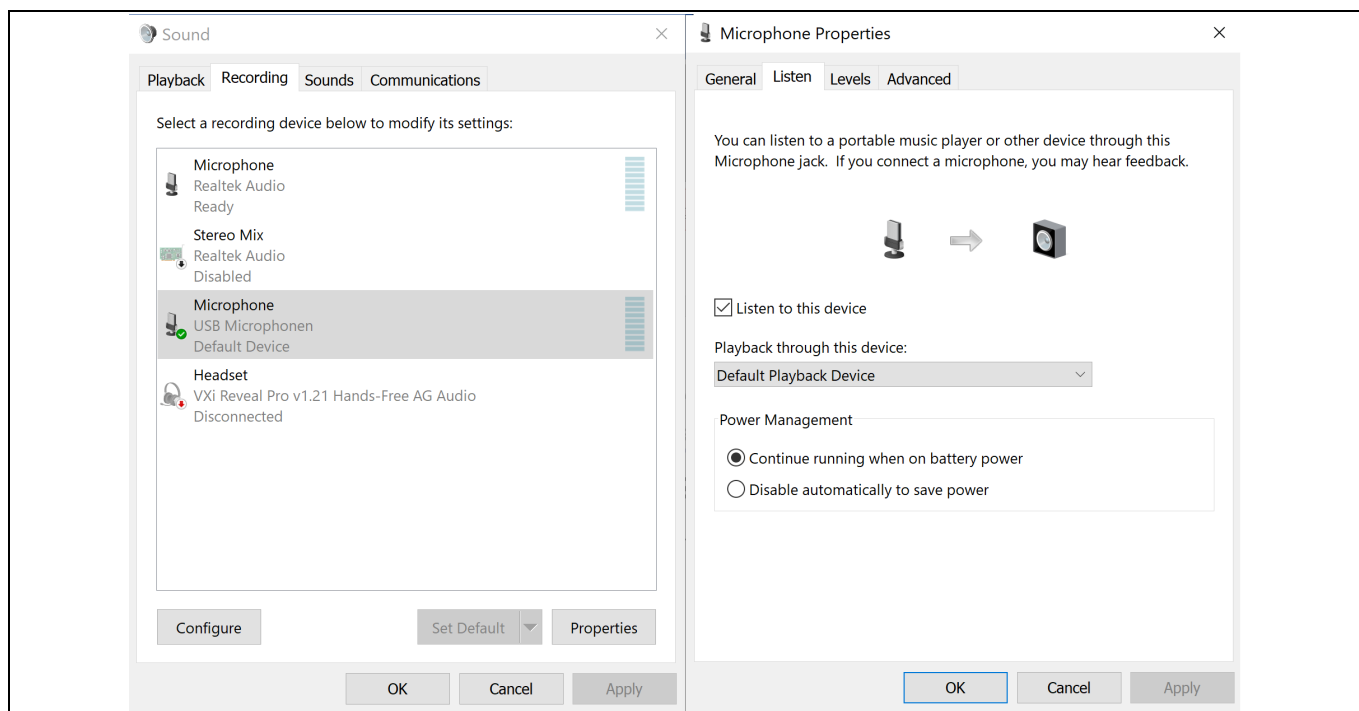 Sound
Playback Recording Sounds Communications
Select a recording device below to modify its settings:
Microphone
Realtek Audio
Ready
Stereo Mix
Realtek Audio
Disabled
Microphone
USB Microphonen
Default Device
Headset
VXi Reveal Pro v1.21 Hands-Free AG Audio
Disconnected
Configure Set Default Properties
OK Cancel Apply
Microphone Properties
General Listen Levels Advanced
You can listen to a portable music player or other device through this
Microphone jack. If you connect a microphone, you may hear feedback.
Listen to this device
Playback through this device:
Default Playback Device
Power Management
Continue running when on battery power
Disable automatically to save power
OK Cancel Apply